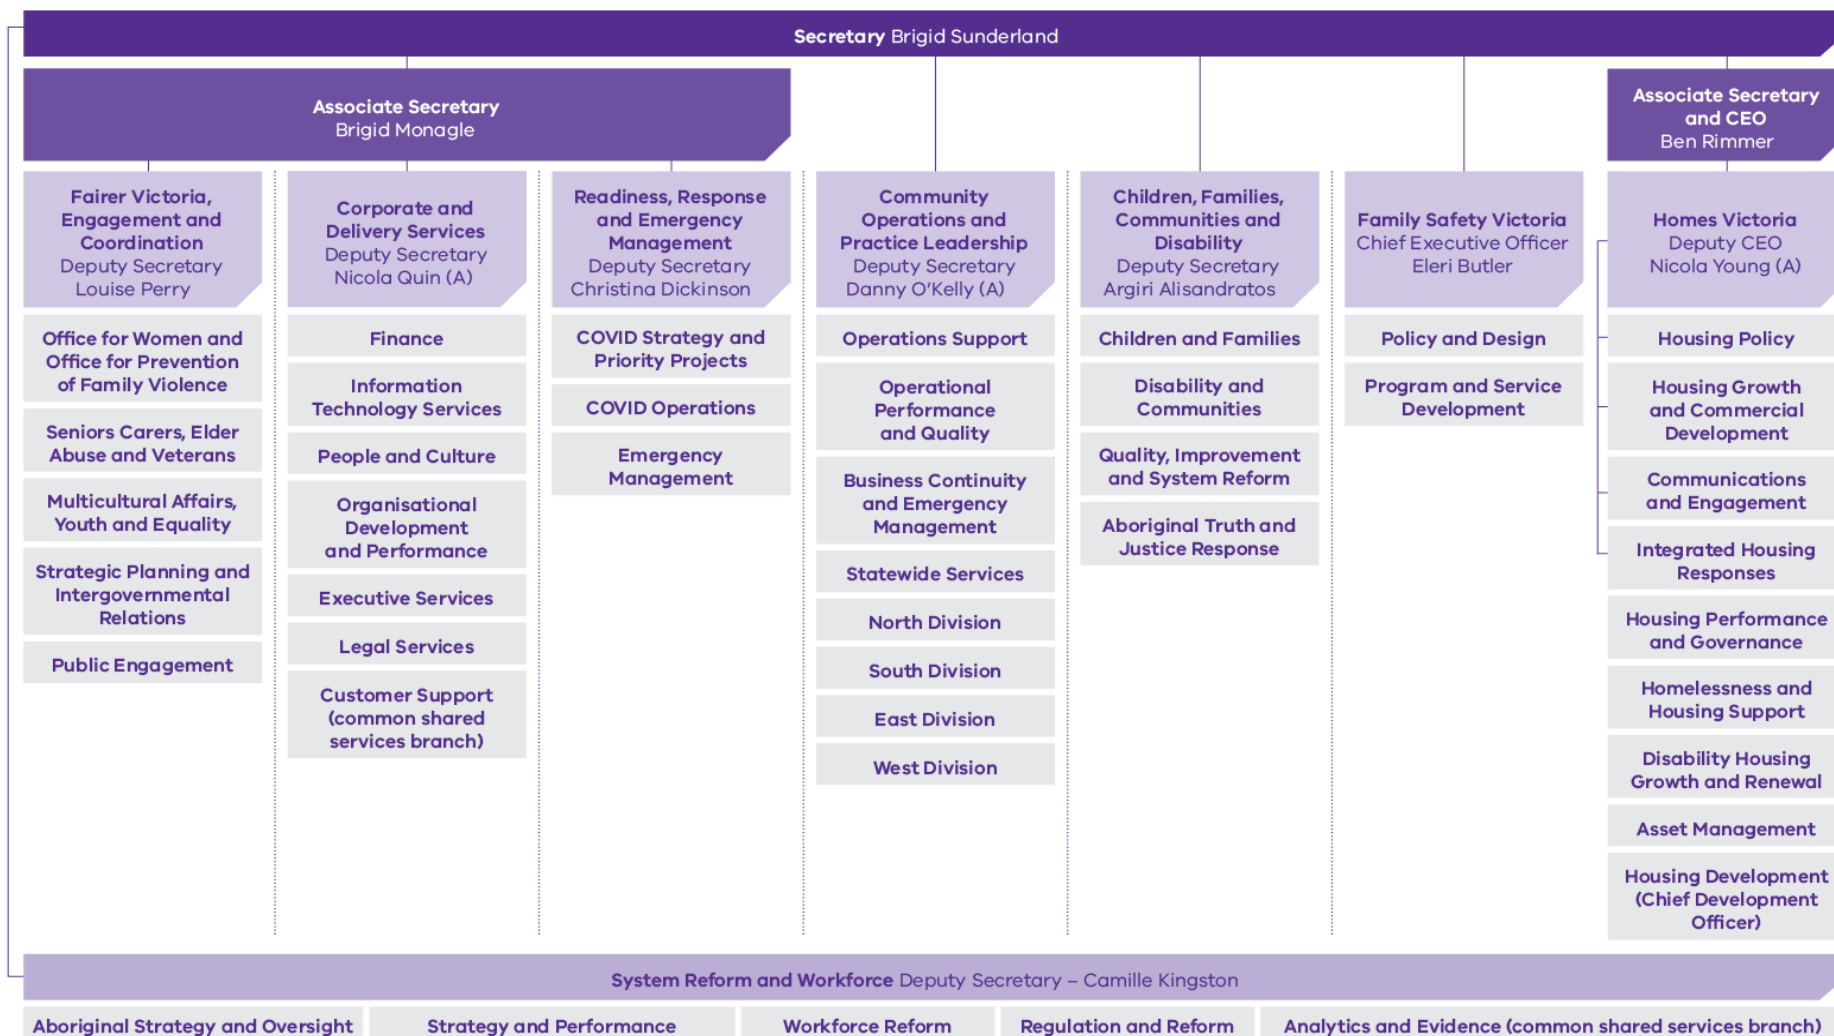 Secretary Brigid Sunderland
Associate Secretary
Brigid Monagle
Associate Secretary
and CEO
Ben Rimmer
Fairer Victoria,
Engagement and
Coordination
Deputy Secretary
Louise Perry
Office for Women and
Office for Prevention
of Family Violence
Seniors Carers, Elder
Abuse and Veterans
Multicultural Affairs,
Youth and Equality
Strategic Planning and
Intergovernmental
Relations
Public Engagement
Corporate and
Delivery Services
Deputy Secretary
Nicola Quin (A)
Finance
Information
Technology Services
People and Culture
Organisational
Development
and Performance
Executive Services
Legal Services
Customer Support
(common shared
services branch)
Readiness, Response
and Emergency
Management
Deputy Secretary
Christina Dickinson
COVID Strategy and
Priority Projects
COVID Operations
Emergency
Management
Community
Operations and
Practice Leadership
Deputy Secretary
Danny O’Kelly (A)
Operations Support
Operational
Performance
and Quality
Business Continuity
and Emergency
Management
Statewide Services
North Division
South Division
East Division
West Division
Children, Families,
Communities and
Disability
Deputy Secretary
Argiri Alisandratos
Children and Families
Disability and
Communities
Quality, Improvement
and System Reform
Aboriginal Truth and
Justice Response
Family Safety Victoria
Chief Executive Officer
Eleri Butler
Policy and Design
Program and Service
Development
Homes Victoria
Deputy CEO
Nicola Young (A)
Housing Policy
Housing Growth
and Commercial
Development
Communications
and Engagement
Integrated Housing
Responses
Housing Performance
and Governance
Homelessness and
Housing Support
Disability Housing
Growth and Renewal
Asset Management
Housing Development
(Chief Development
Officer)
System Reform and Workforce Deputy Secretary – Camille Kingston
Aboriginal Strategy and Oversight
Strategy and Performance
Workforce Reform
Regulation and Reform
Analytics and Evidence (common shared services branch)